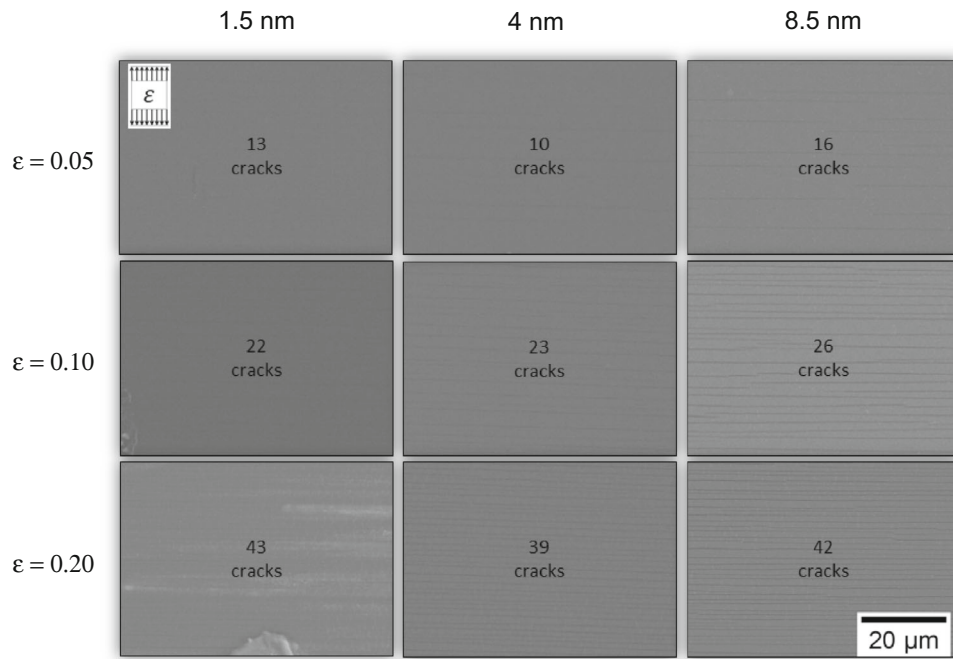 1.5 nm 4 nm 8.5 nm
ε
ε = 0.05
13
cracks
10
cracks
16
cracks
ε = 0.10
22
cracks
23
cracks
26
cracks
ε = 0.20
43
cracks
39
cracks
42
cracks
20 μm